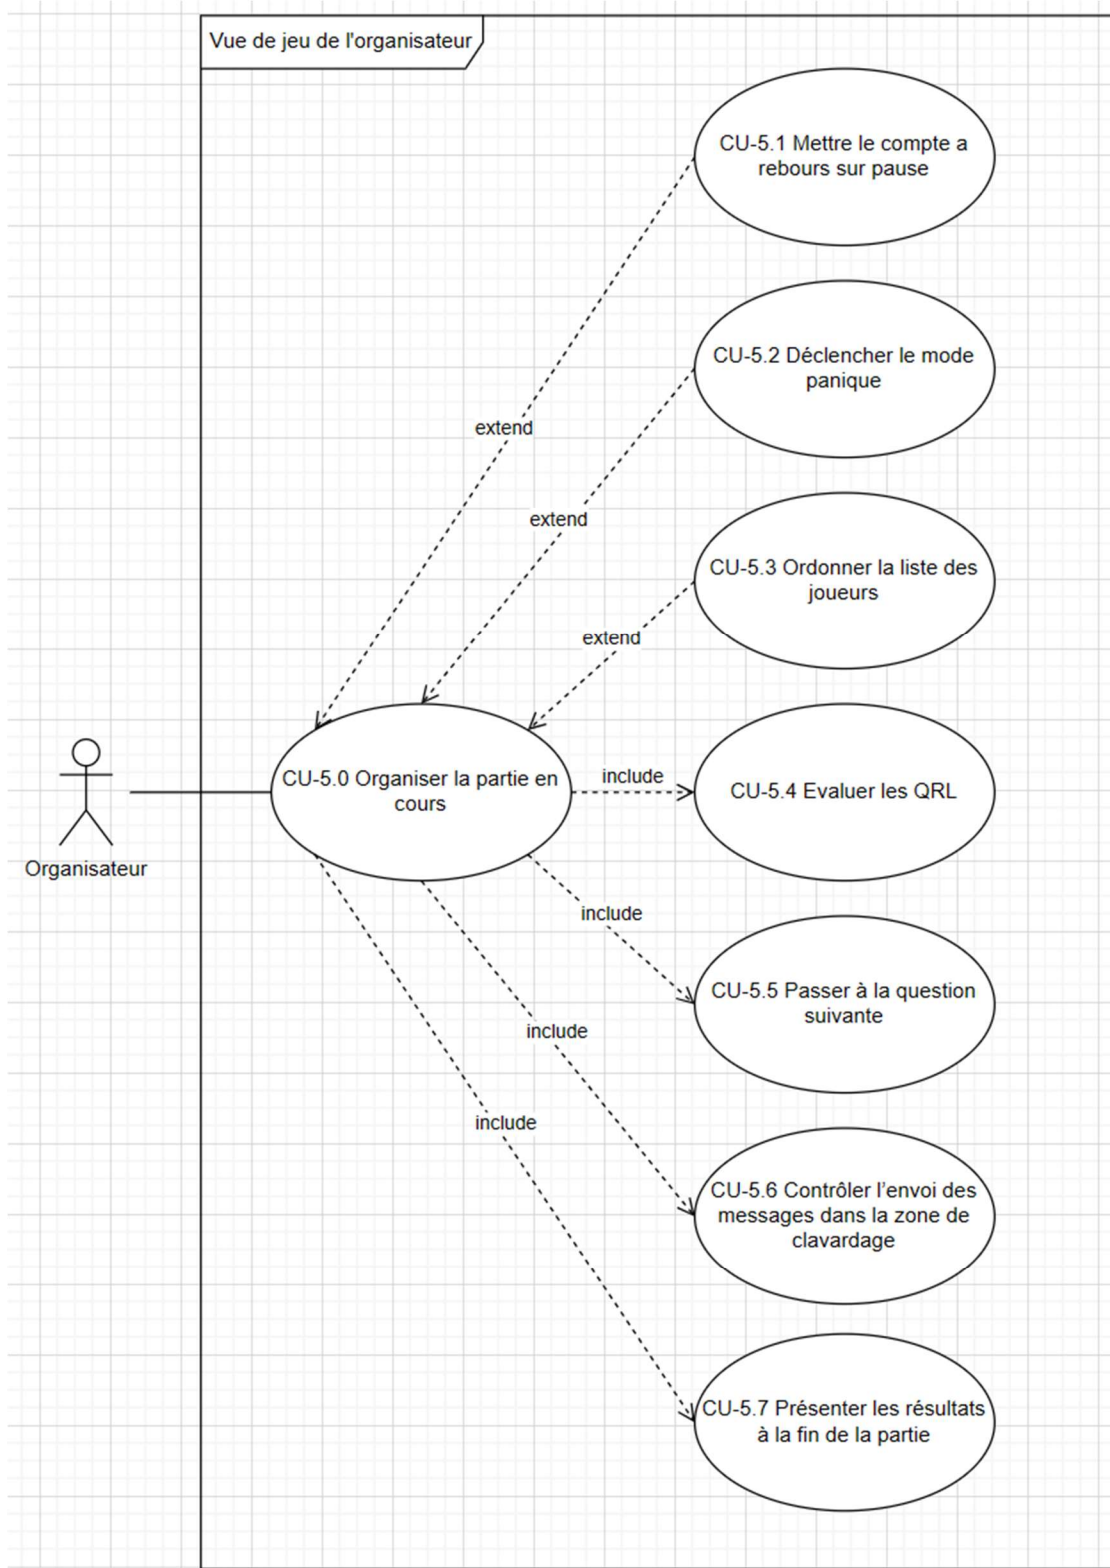 Vue de jeu de l'organisateur
CU-5.1 Mettre le compte a
rebours sur pause
CU-5.2 Déclencher le mode
panique
extend
extend
CU-5.3 Ordonner la liste des
joueurs
extend
Organisateur
CU-5.0 Organiser la partie en
cours
include
CU-5.4 Evaluer les QRL
include
CU-5.5 Passer à la question
suivante
include
include
CU-5.6 Contrôler l’envoi des
messages dans la zone de
clavardage
CU-5.7 Présenter les résultats
à la fin de la partie